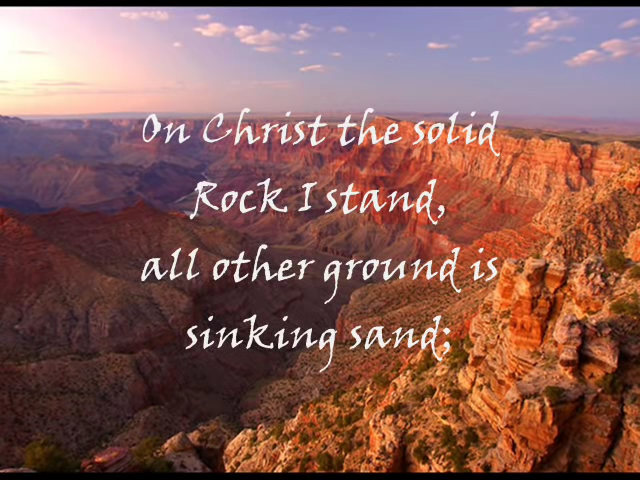 On Christ the solid
Rock I stand,
all other ground is
sinking sand;